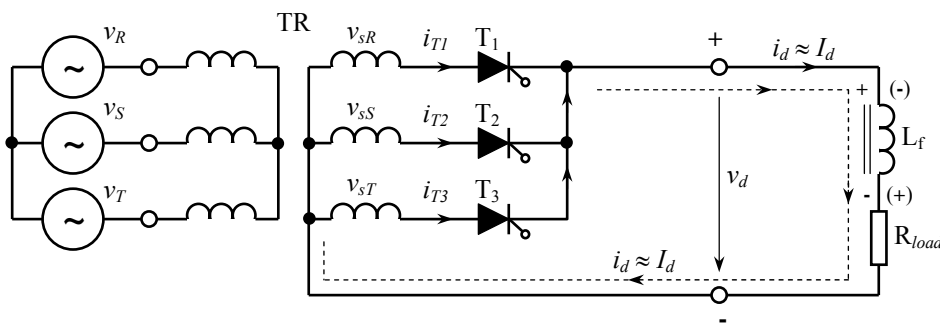 TR
v_R v_sR i_T1 T_1 + i_d ≈ I_d
~ + (-)
v_S v_sS i_T2 T_2
~ L_f
v_T v_sT i_T3 T_3 v_d
~ - (+)
R_load
i_d ≈ I_d
-